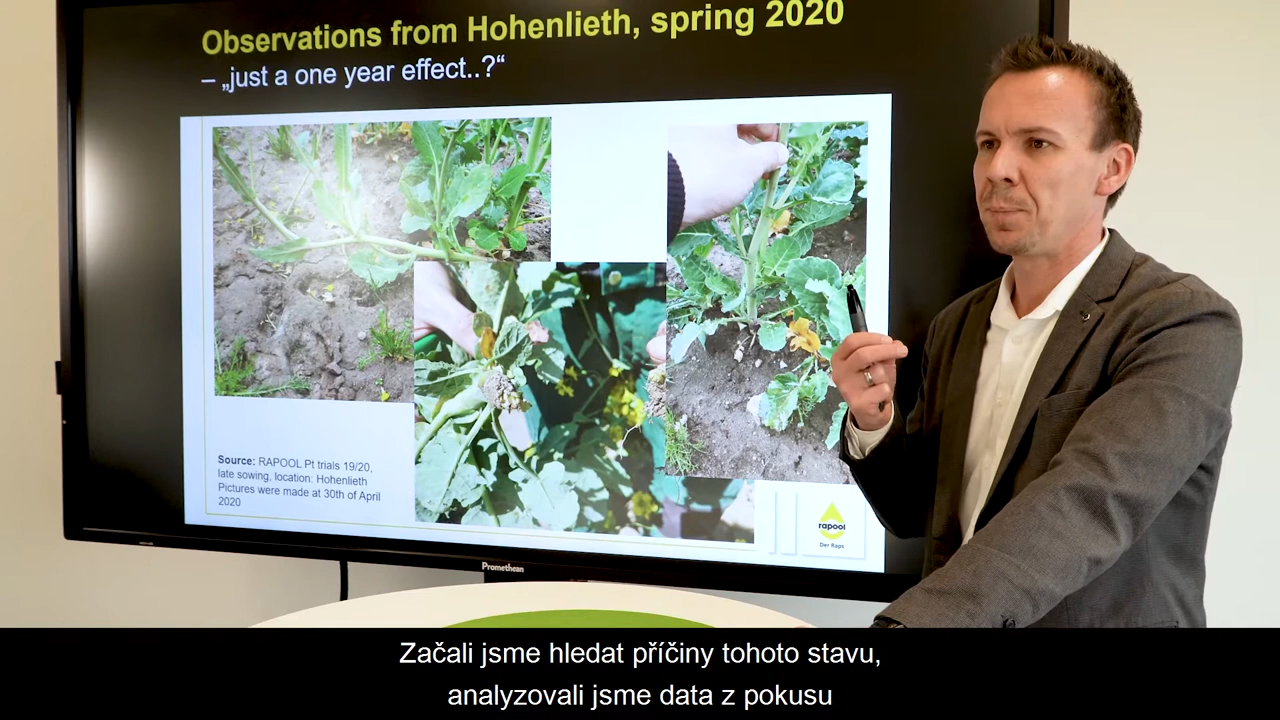 Observations from Hohenlieth, spring 2020
– „just a one year effect..?“
Source: RAPOOL Pt trials 19/20,
late sowing, location: Hohenlieth
Pictures were made at 30th of April
2020
rapool
Der Raps
Promethean
Začali jsme hledat příčiny tohoto stavu,
analyzovali jsme data z pokusu